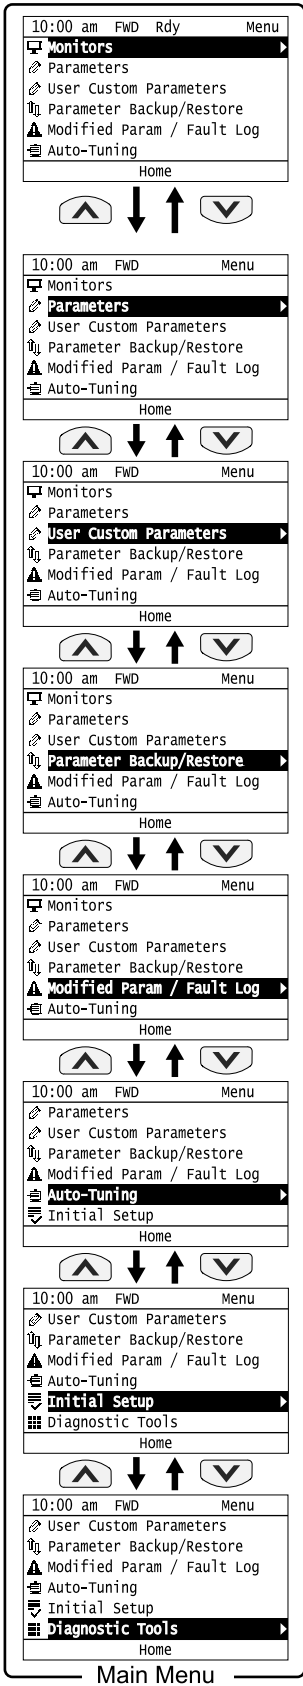 10:00 am FWD Rdy Menu
Monitors
Parameters
User Custom Parameters
Parameter Backup/Restore
Modified Param / Fault Log
Auto-Tuning
Home
10:00 am FWD Menu
Monitors
Parameters
User Custom Parameters
Parameter Backup/Restore
Modified Param / Fault Log
Auto-Tuning
Home
10:00 am FWD Menu
Monitors
Parameters
User Custom Parameters
Parameter Backup/Restore
Modified Param / Fault Log
Auto-Tuning
Home
10:00 am FWD Menu
Monitors
Parameters
User Custom Parameters
Parameter Backup/Restore
Modified Param / Fault Log
Auto-Tuning
Home
10:00 am FWD Menu
Monitors
Parameters
User Custom Parameters
Parameter Backup/Restore
Modified Param / Fault Log
Auto-Tuning
Home
10:00 am FWD Menu
Parameters
User Custom Parameters
Parameter Backup/Restore
Modified Param / Fault Log
Auto-Tuning
Initial Setup
Home
10:00 am FWD Menu
User Custom Parameters
Parameter Backup/Restore
Modified Param / Fault Log
Auto-Tuning
Initial Setup
Diagnostic Tools
Home
10:00 am FWD Menu
User Custom Parameters
Parameter Backup/Restore
Modified Param / Fault Log
Auto-Tuning
Initial Setup
Diagnostic Tools
Home
Main Menu